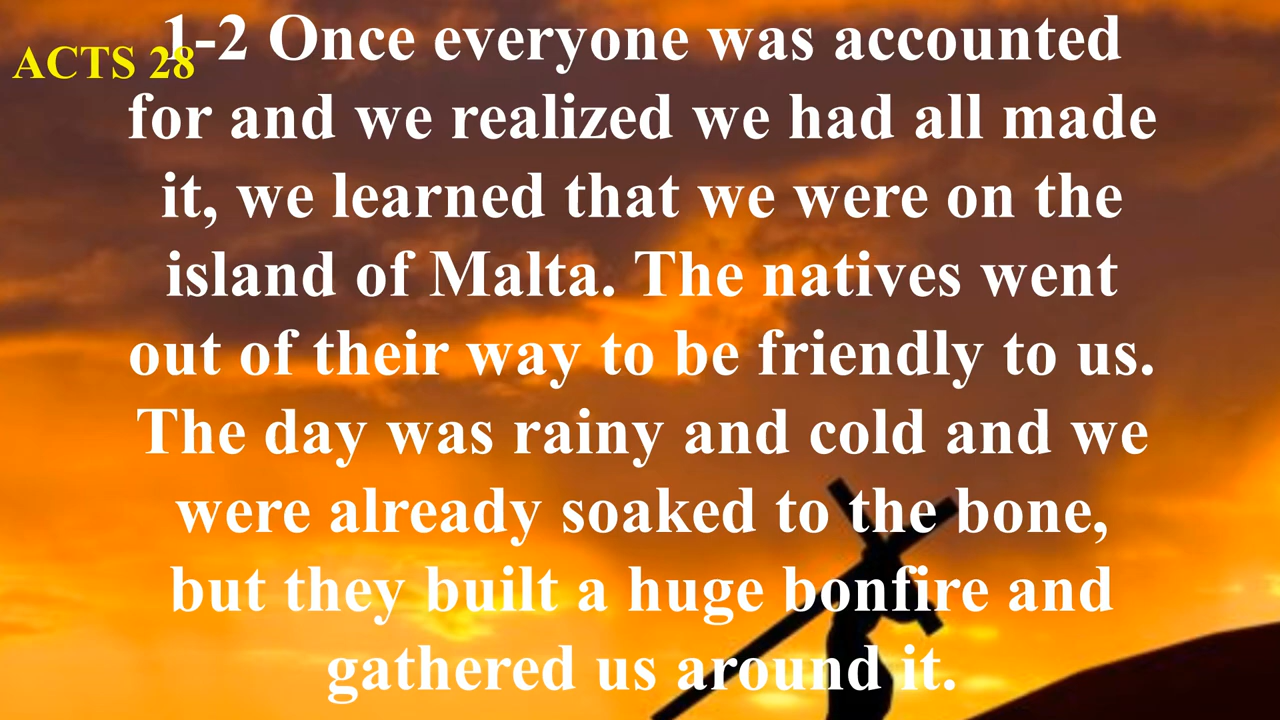 ACTS 28
1-2 Once everyone was accounted
for and we realized we had all made
it, we learned that we were on the
island of Malta. The natives went
out of their way to be friendly to us.
The day was rainy and cold and we
were already soaked to the bone,
but they built a huge bonfire and
gathered us around it.